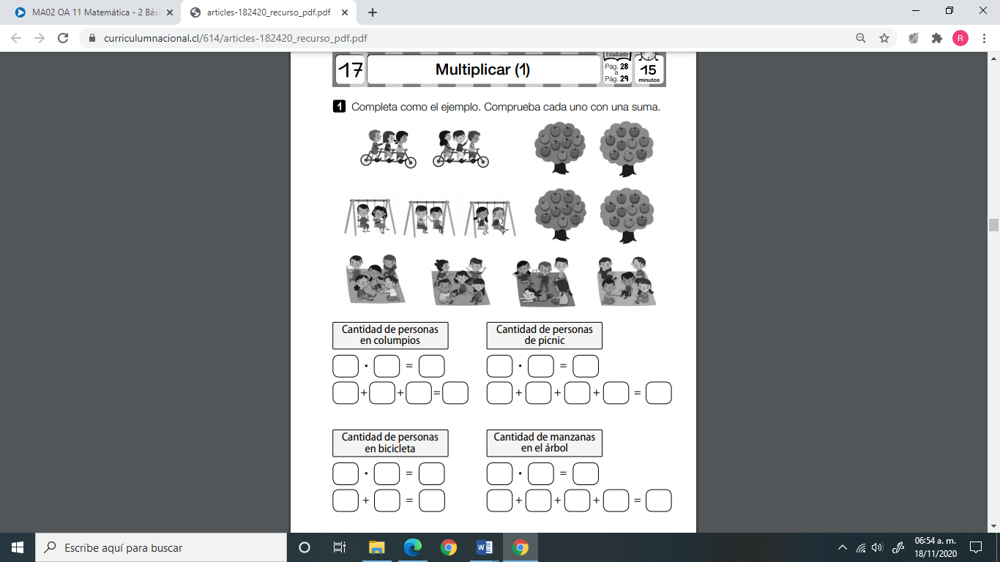 MA02 OA 11 Matemática - 2 Bás
articles-182420_recurso_pdf.pdf
curriculumnacional.cl/614/articles-182420_recurso_pdf.pdf
R
17
Multiplicar (1)
Estudiante
Pág. 28
a
Pág. 29
15
minutos
1 Completa como el ejemplo. Comprueba cada uno con una suma.
Cantidad de personas
en columpios
· =
+ + =
Cantidad de personas
de picnic
· =
+ + + =
Cantidad de personas
en bicicleta
· =
+ =
Cantidad de manzanas
en el árbol
· =
+ + + =
Escribe aquí para buscar
06:54 a. m.
18/11/2020